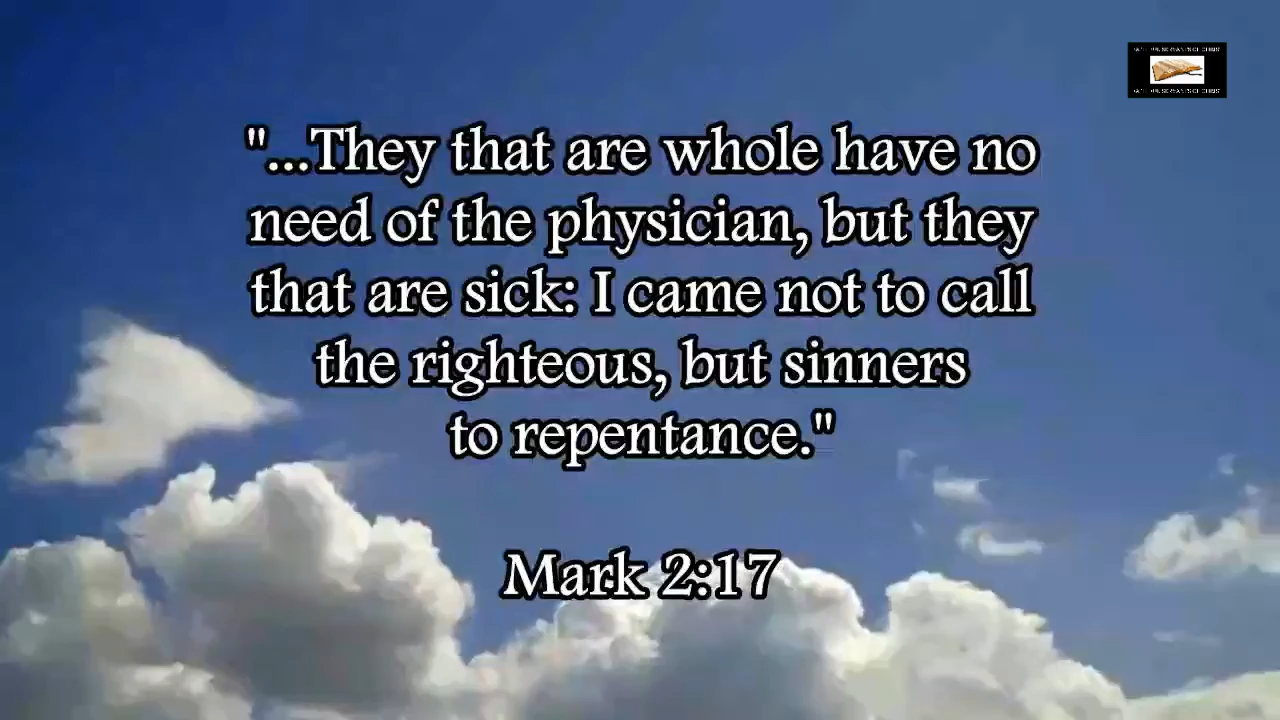 "...They that are whole have no
need of the physician, but they
that are sick: I came not to call
the righteous, but sinners
to repentance."
Mark 2:17